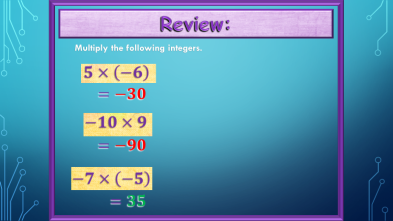 Review:
Multiply the following integers.
5 × (−6)
= −30
−10 × 9
= −90
−7 × (−5)
= 35